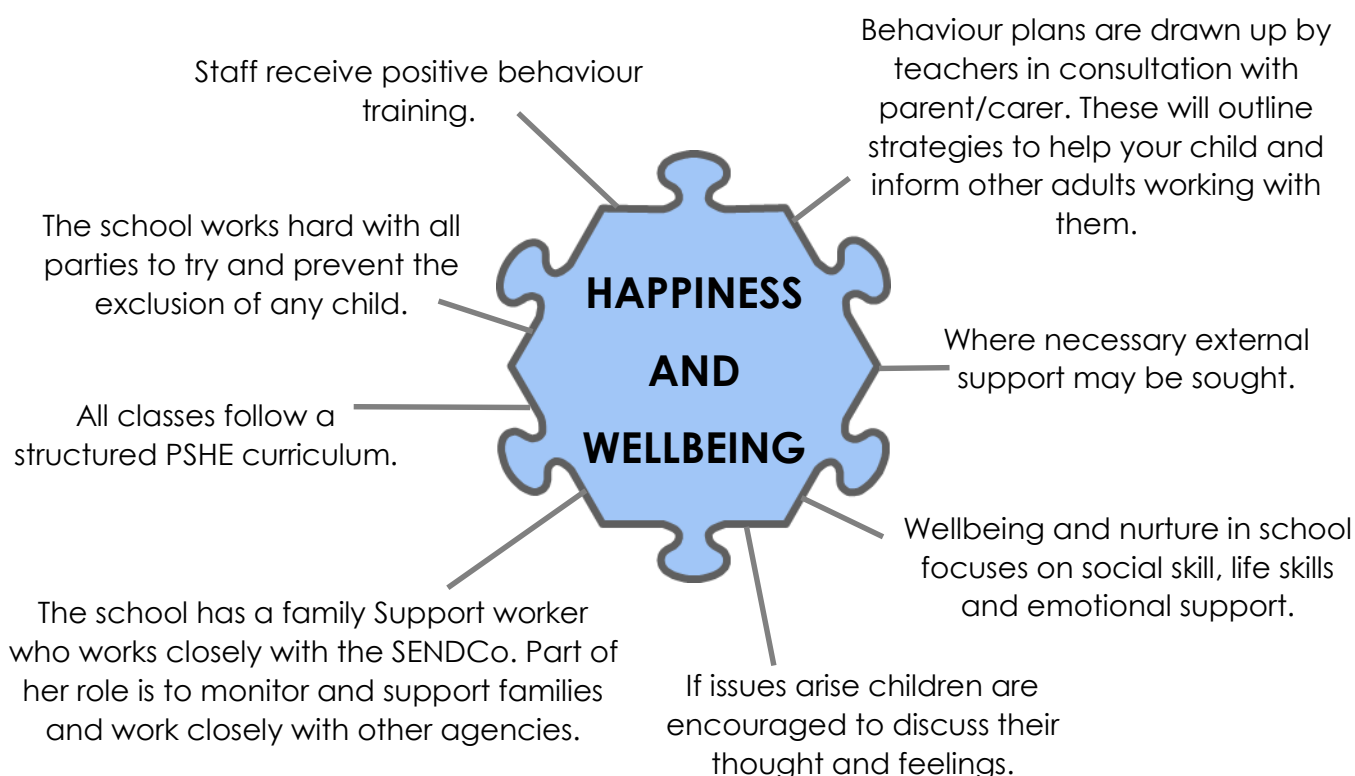 Staff receive positive behaviour
training.
Behaviour plans are drawn up by
teachers in consultation with
parent/carer. These will outline
strategies to help your child and
inform other adults working with
them.
The school works hard with all
parties to try and prevent the
exclusion of any child.
HAPPINESS
AND
WELLBEING
Where necessary external
support may be sought.
All classes follow a
structured PSHE curriculum.
Wellbeing and nurture in school
focuses on social skill, life skills
and emotional support.
The school has a family Support worker
who works closely with the SENDCo. Part of
her role is to monitor and support families
and work closely with other agencies.
If issues arise children are
encouraged to discuss their
thought and feelings.